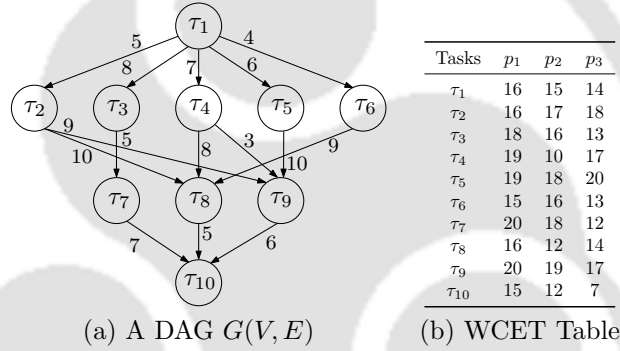 τ1
5
8
7
6
4
τ2
τ3
τ4
τ5
τ6
9
10
5
8
3
10
9
τ7
τ8
τ9
7
5
6
τ10
(a) A DAG G(V, E)
Tasks p1 p2 p3
τ1 16 15 14
τ2 16 17 18
τ3 18 16 13
τ4 19 10 17
τ5 19 18 20
τ6 15 16 13
τ7 20 18 12
τ8 16 12 14
τ9 20 19 17
τ10 15 12 7
(b) WCET Table